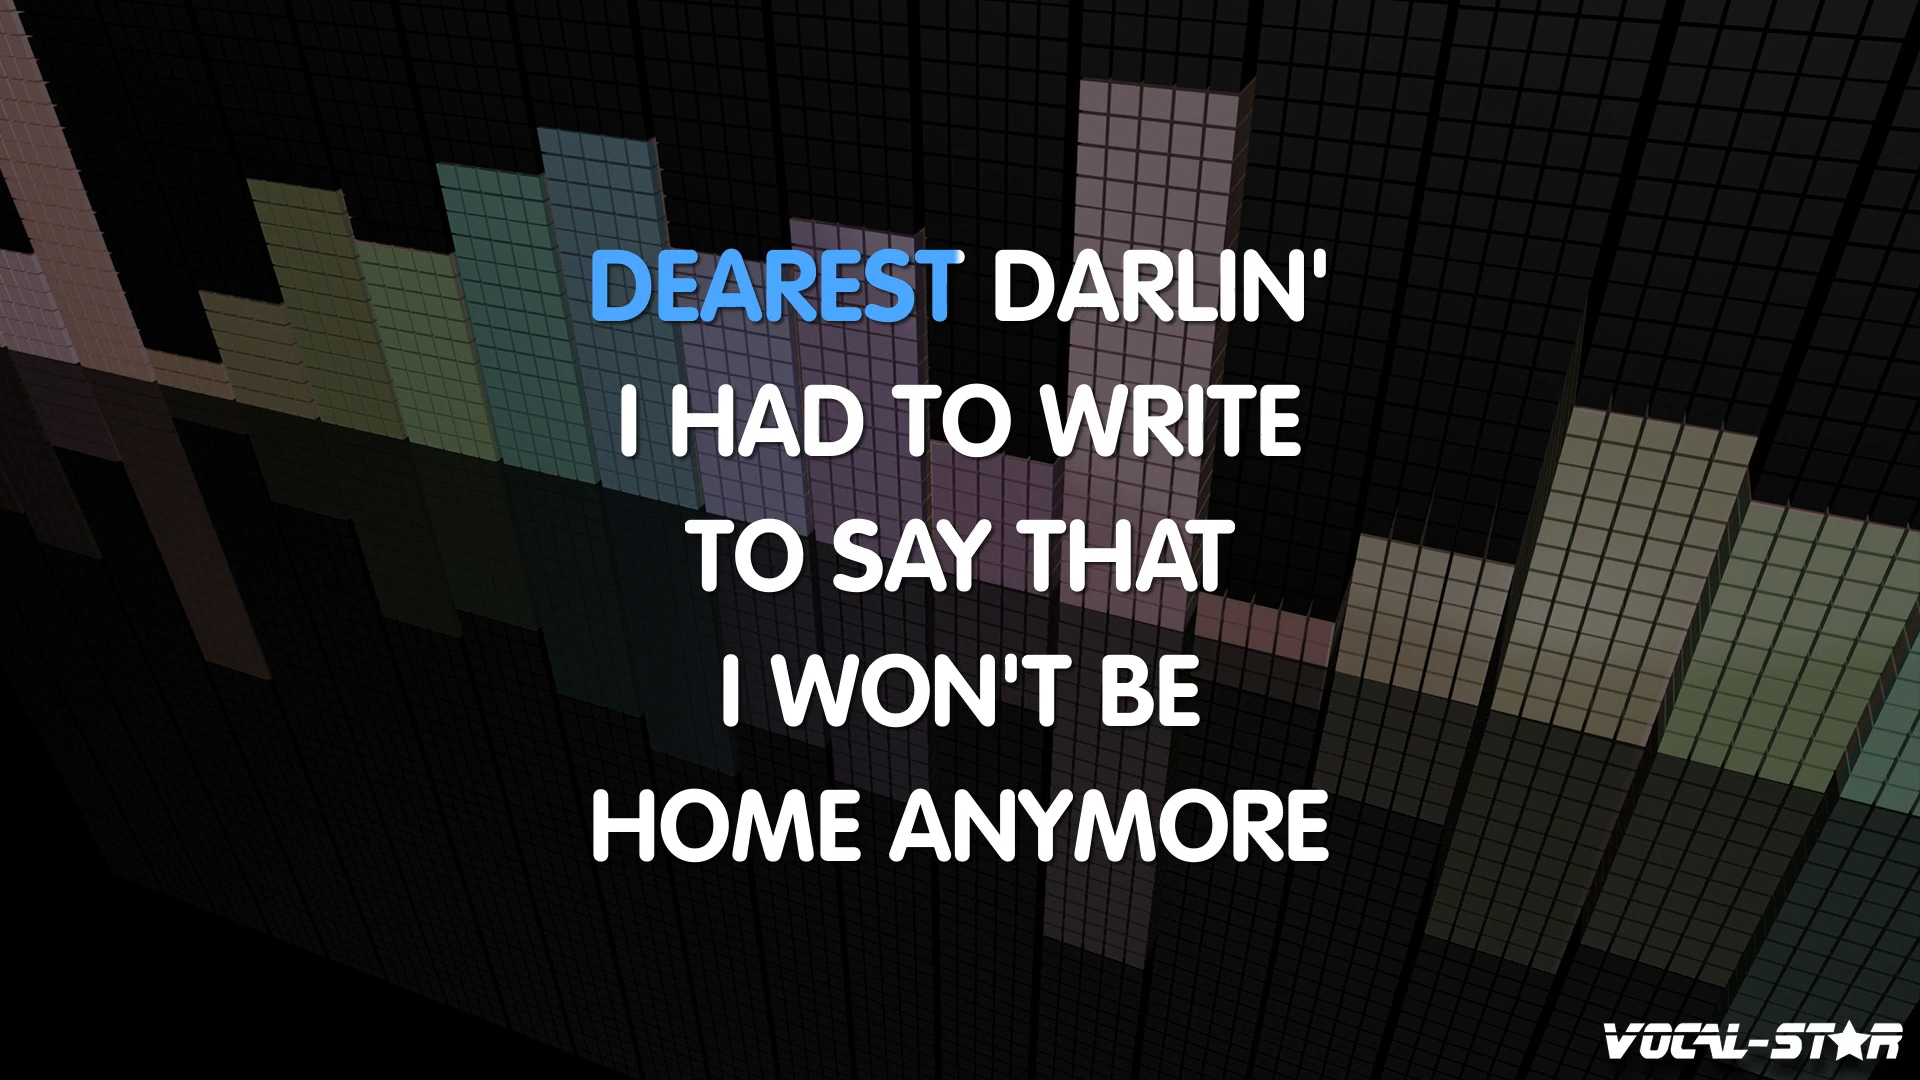 DEAREST DARLIN'
I HAD TO WRITE
TO SAY THAT
I WON'T BE
HOME ANYMORE
VOCAL-STAR